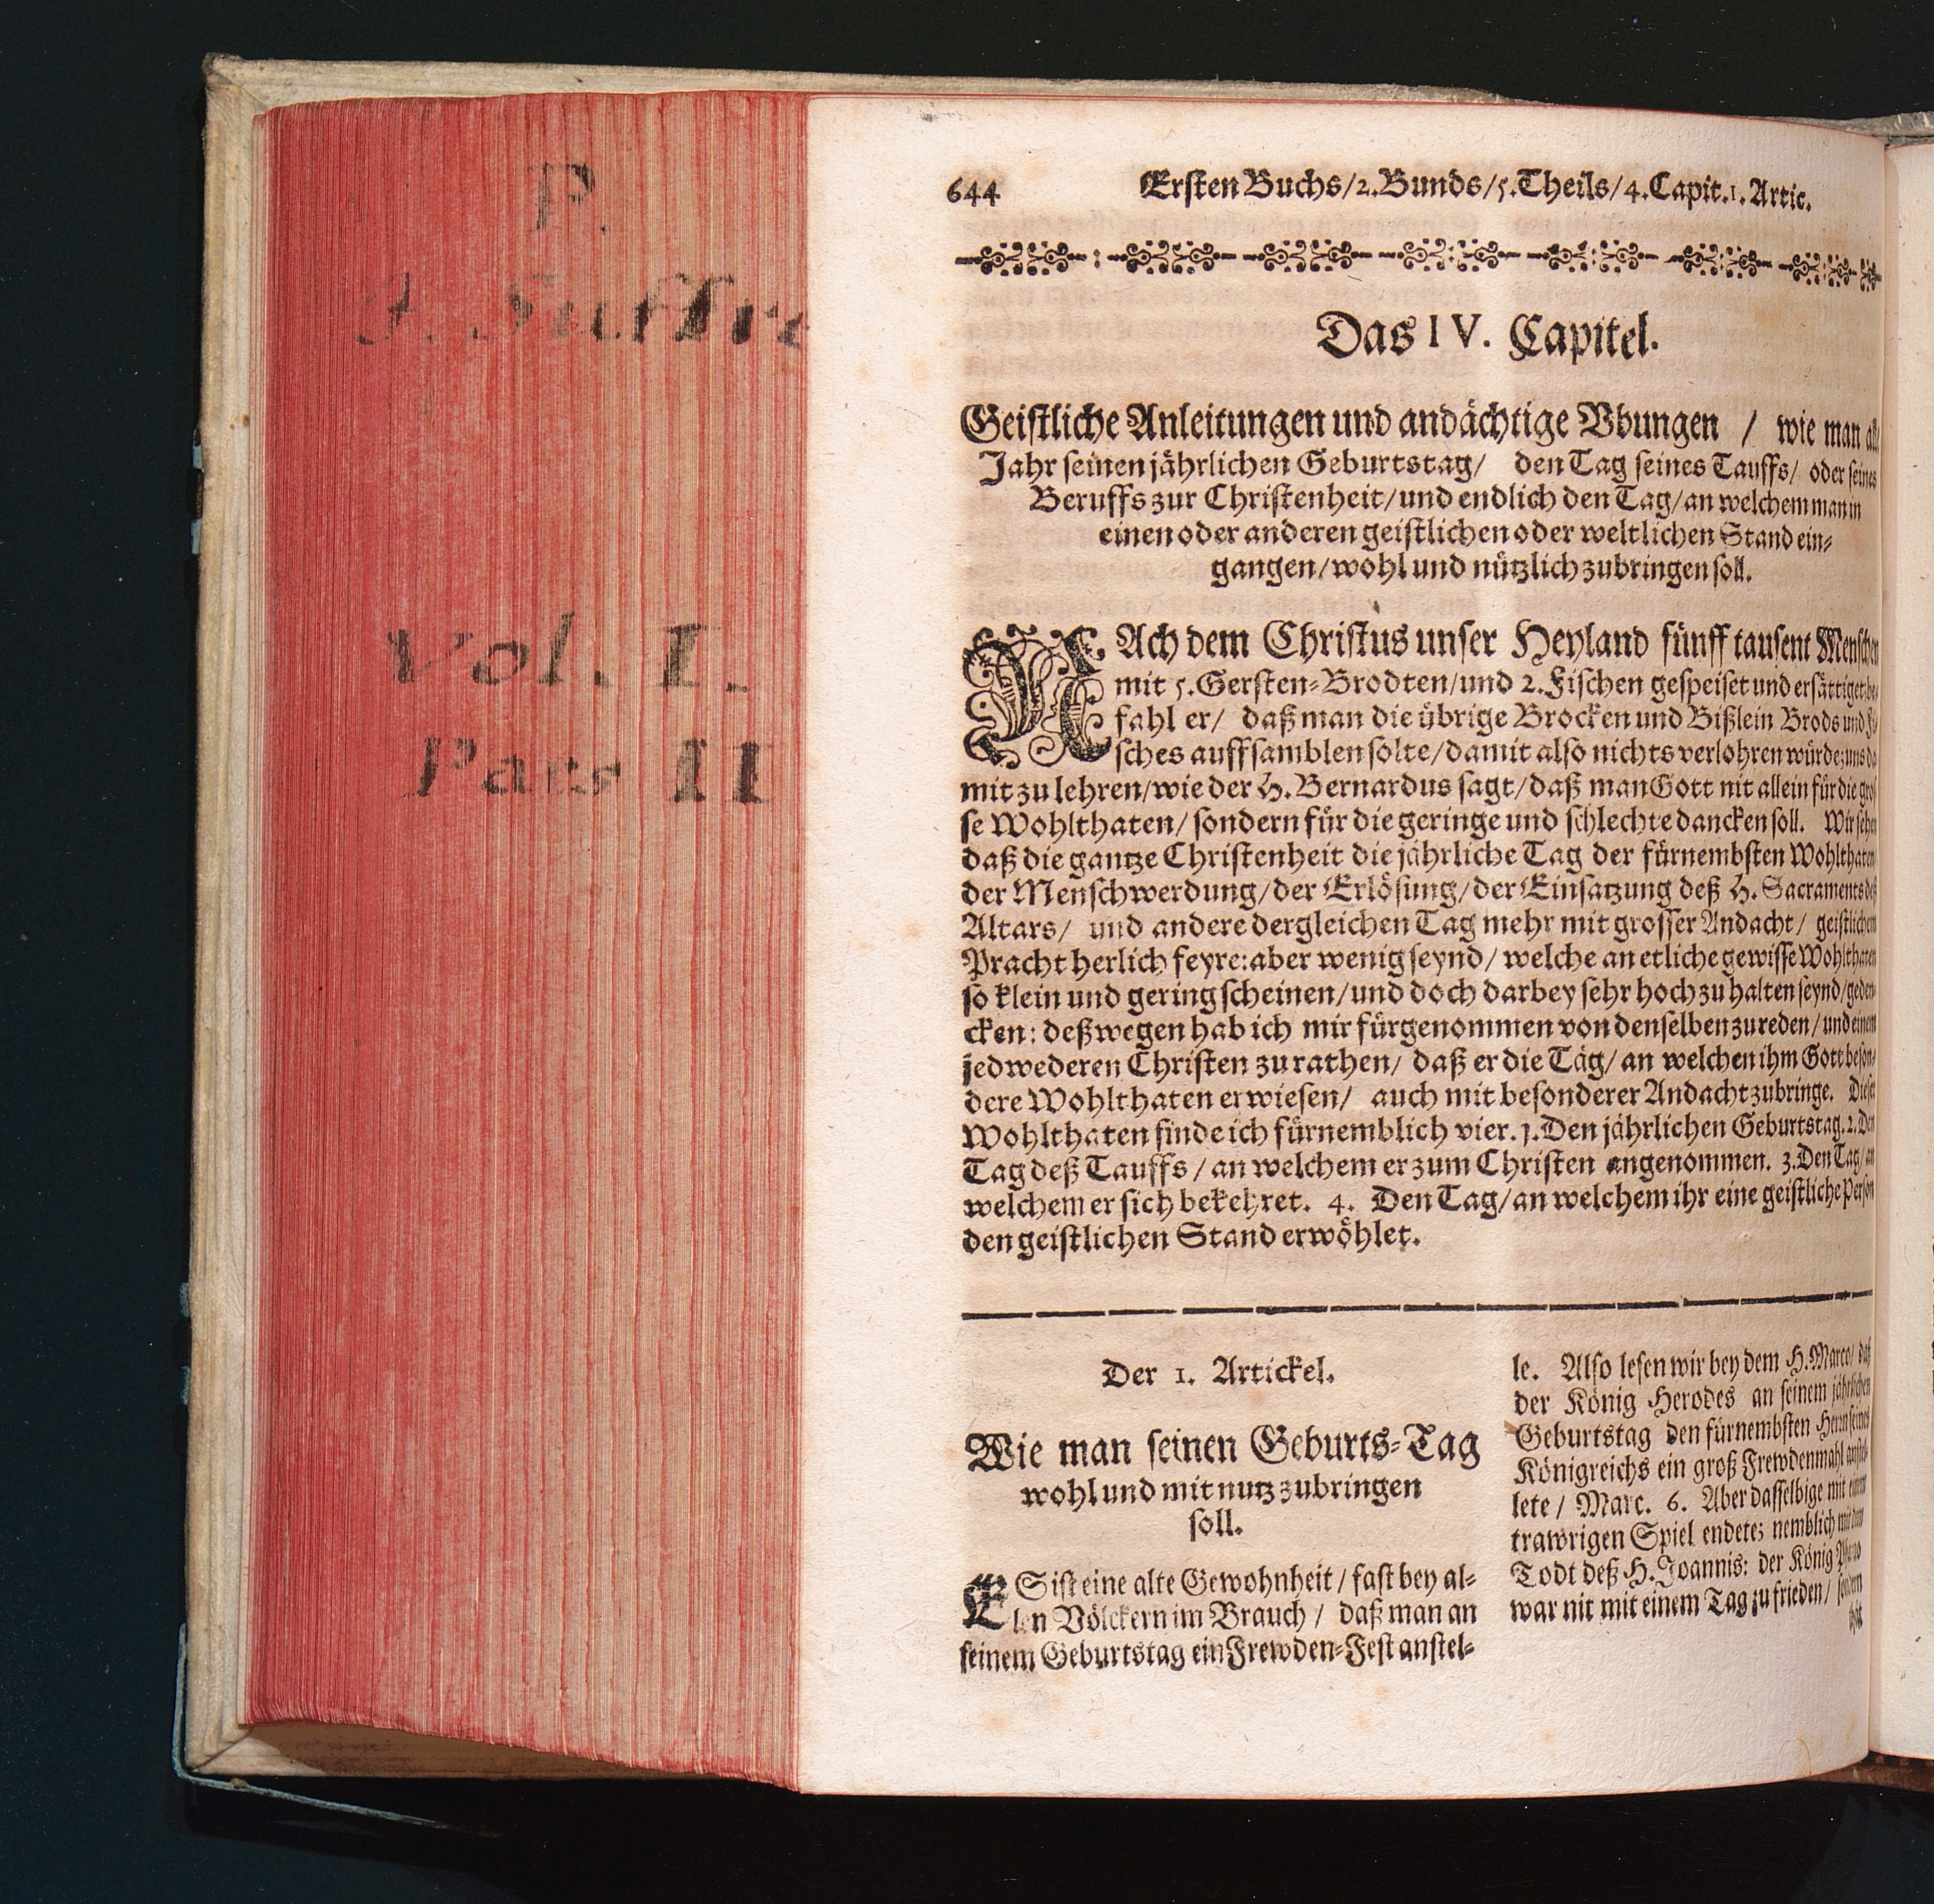 P.
J. Suffre
Vol. I.
Pars II
644 Ersten Buchs/2. Bunds/5. Theils/4. Capit. 1. Artic.
Das IV. Capitel.
Geistliche Anleitungen und andächtige Vbungen / wie man alle
Jahr seinen jährlichen Geburtstag/ den Tag seines Tauffs/ oder seines
Beruffs zur Christenheit/und endlich den Tag/an welchem man in
einen oder anderen geistlichen oder weltlichen Stand ein-
gangen/wohl und nützlich zubringen soll.
NAch dem Christus unser Heyland fünff tausent Menschen
mit 5. Gersten-Brodten/und 2. Fischen gespeiset und ersättiget/be-
fahl er/ daß man die übrige Brocken und Bißlein Brods und Fi-
sches auffsamblen solte/damit also nichts verlohren würde; uns da
mit zu lehren/wie der H. Bernardus sagt/daß man Gott nit allein für die gros
se Wohlthaten/ sondern für die geringe und schlechte dancken soll. Wir sehen
daß die gantze Christenheit die jährliche Tag der fürnembsten Wohlthaten
der Menschwerdung/der Erlösung/der Einsatzung deß H. Sacraments deß
Altars/ und andere dergleichen Tag mehr mit grosser Andacht/ geistlichem
Pracht herlich feyre: aber wenig seynd/ welche an etliche gewisse Wohlthaten
so klein und gering scheinen/und doch darbey sehr hoch zu halten seynd/geden-
cken: deßwegen hab ich mir fürgenommen von denselben zu reden/ und einem
jedwederen Christen zu rathen/ daß er die Täg/ an welchen ihm Gott beson-
dere Wohlthaten erwiesen/ auch mit besonderer Andacht zubringe. Dieser
Wohlthaten finde ich fürnemblich vier. 1. Den jährlichen Geburtstag. 2. Den
Tag deß Tauffs / an welchem er zum Christen angenommen. 3. Den Tag/ an
welchem er sich bekehret. 4. Den Tag/an welchem ihr eine geistliche Person
den geistlichen Stand erwöhlet.
Der 1. Artickel.
Wie man seinen Geburts-Tag
wohl und mit nutz zubringen
soll.
ES ist eine alte Gewohnheit / fast bey al-
len Völckern im Brauch / daß man an
seinem Geburtstag ein Frewden-Fest anstel-
le. Also lesen wir bey dem H. Marco/ daß
der König Herodes an seinem jährlichen
Geburtstag den fürnembsten Herrn seines
Königreichs ein groß Frewdenmahl anstel-
lete / Marc. 6. Aber dasselbige mit einem
trawrigen Spiel endete; nemblich mit dem
Todt deß H. Joannis: der König Pharao
war nit mit einem Tag zu frieden/ sondern